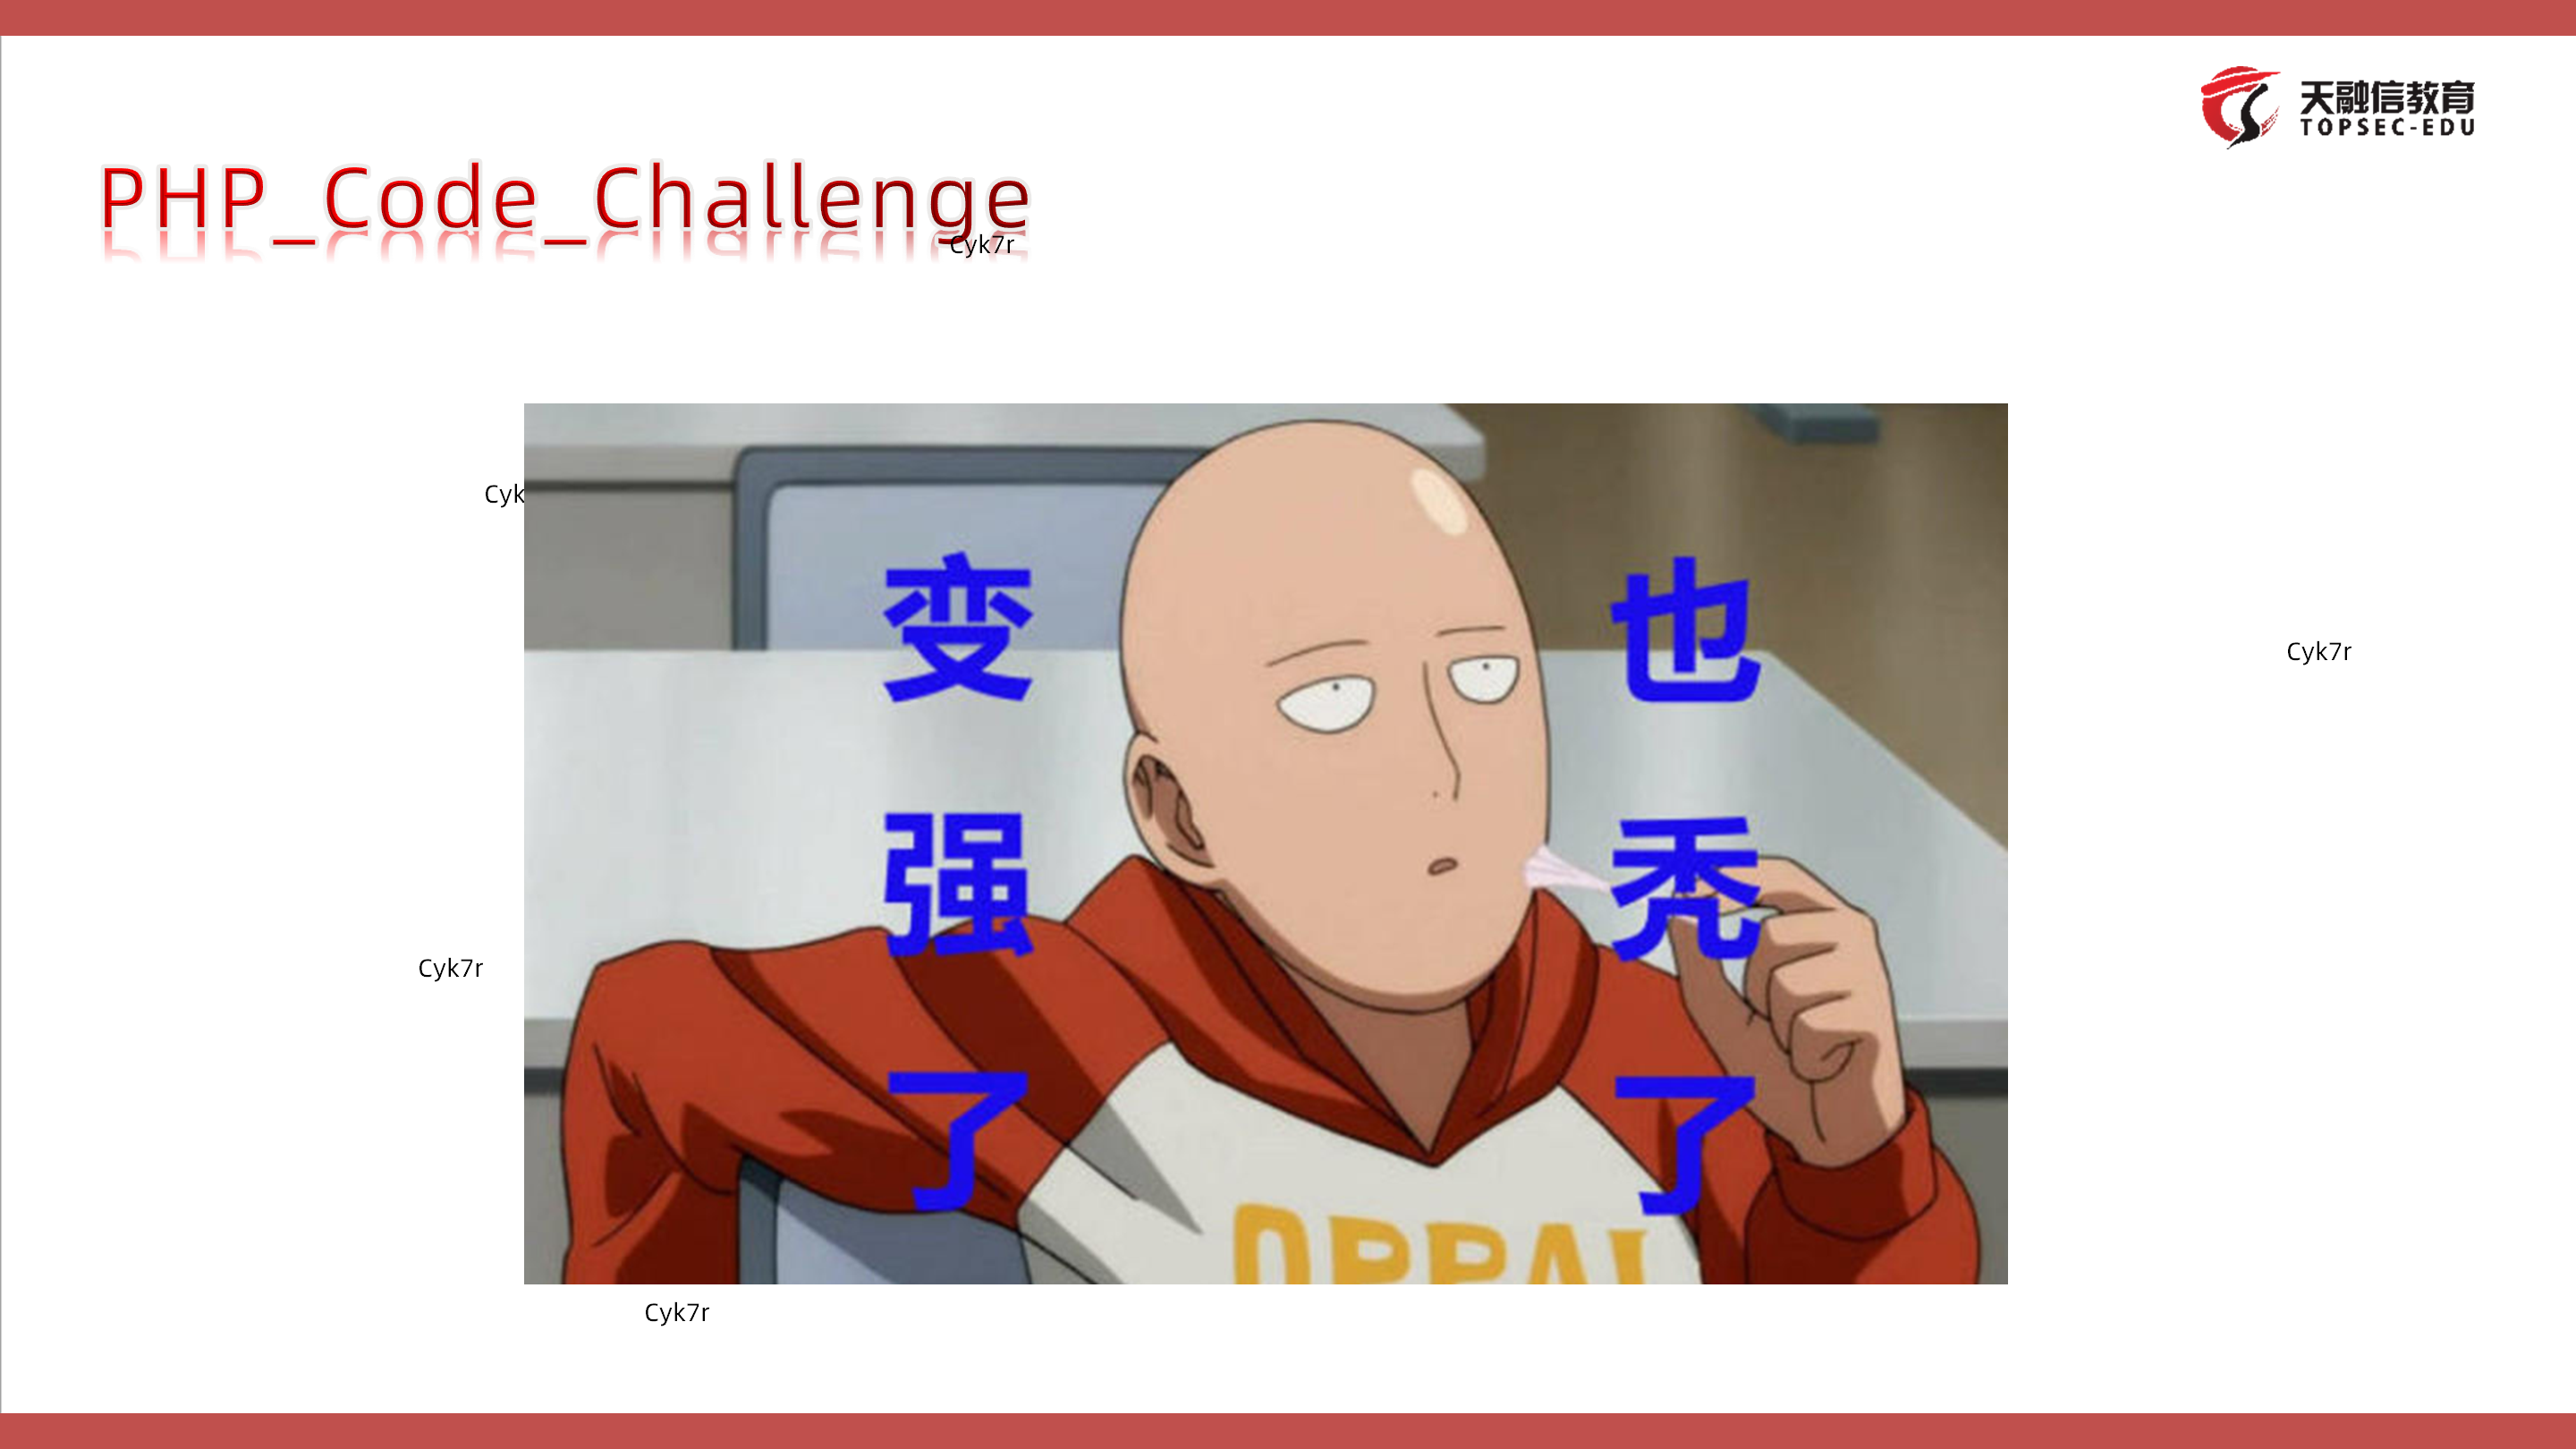 天融信教育
TOPSEC-EDU
PHP_Code_Challenge
Cyk7r
Cyk
变强了
也秃了
Cyk7r
Cyk7r
OPPAI
Cyk7r